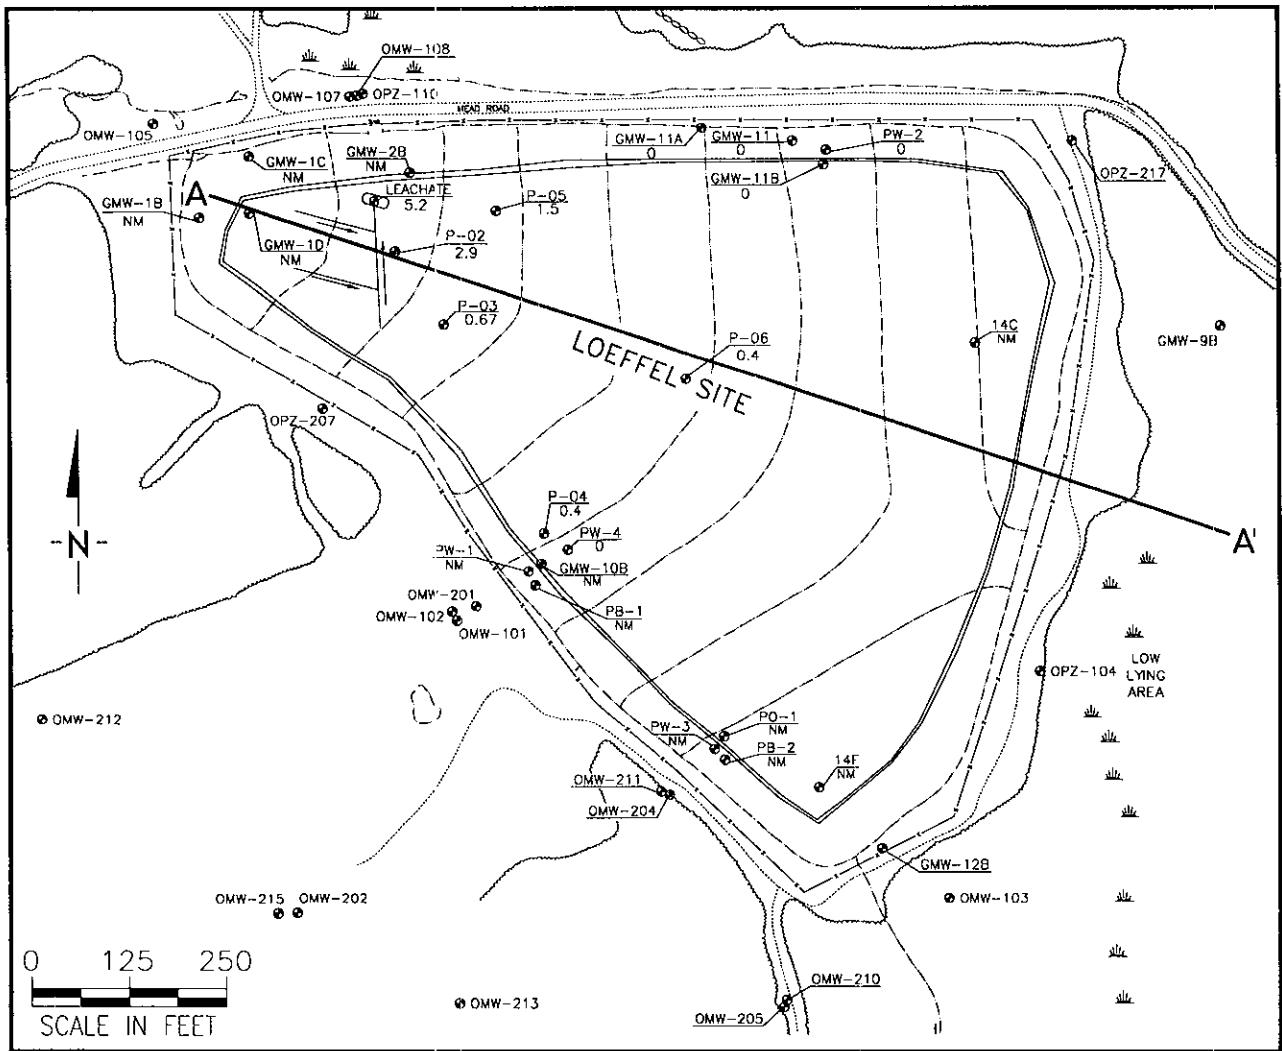 OMW-108
OMW-107
OPZ-110
MEAD ROAD
OMW-105
GMW-11A
0
GMW-11
0
PW-2
0
GMW-2B
NM
GMW-1C
NM
GMW-11B
0
OPZ-217
A
LEACHATE
5.2
P-05
1.5
GMW-1B
NM
GMW-1D
NM
P-02
2.9
P-03
0.67
14C
NM
GMW-9B
P-06
0.4
LOEFFEL SITE
OPZ-207
P-04
0.4
-N-
A'
PW-4
0
PW-1
NM
GMW-10B
NM
OMW-201
OMW-102
PB-1
NM
OMW-101
LOW
LYING
AREA
OPZ-104
OMW-212
PO-1
NM
PW-3
NM
PB-2
NM
14F
NM
OMW-211
OMW-204
GMW-12B
OMW-215
OMW-202
OMW-103
0 125 250
SCALE IN FEET
OMW-213
OMW-210
OMW-205